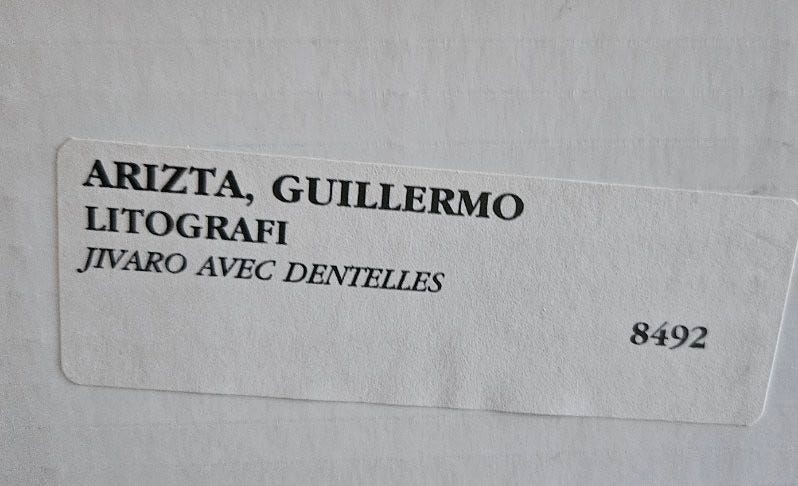 ARIZTA, GUILLERMO
LITOGRAFI
JIVARO AVEC DENTELLES
8492